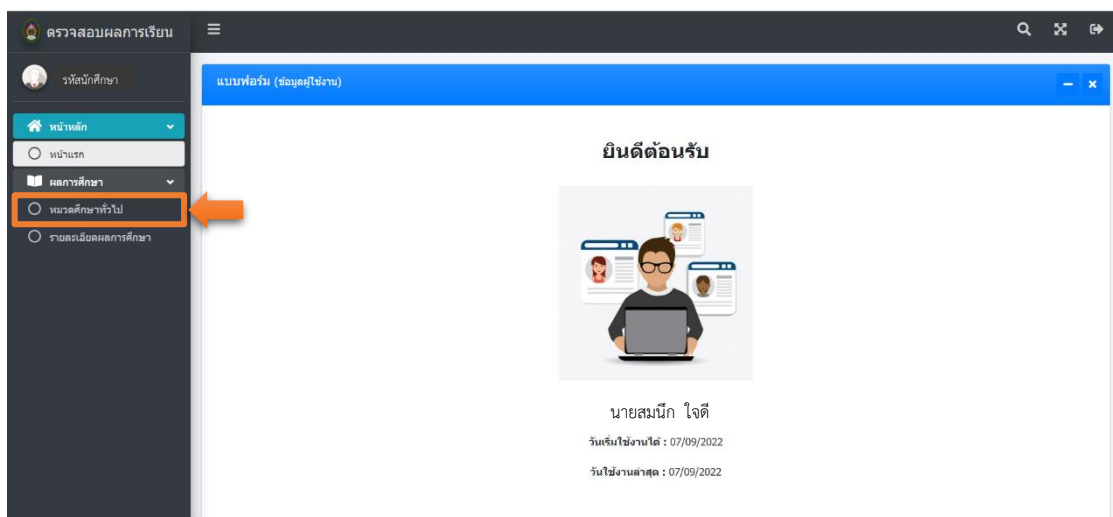 ตรวจสอบผลการเรียน
รหัสนักศึกษา
หน้าหลัก
หน้าแรก
ผลการศึกษา
หมวดศึกษาทั่วไป
รายละเอียดผลการศึกษา
แบบฟอร์ม (ข้อมูลผู้ใช้งาน)
ยินดีต้อนรับ
นายสมนึก ใจดี
วันเริ่มใช้งานได้ : 07/09/2022
วันใช้งานล่าสุด : 07/09/2022